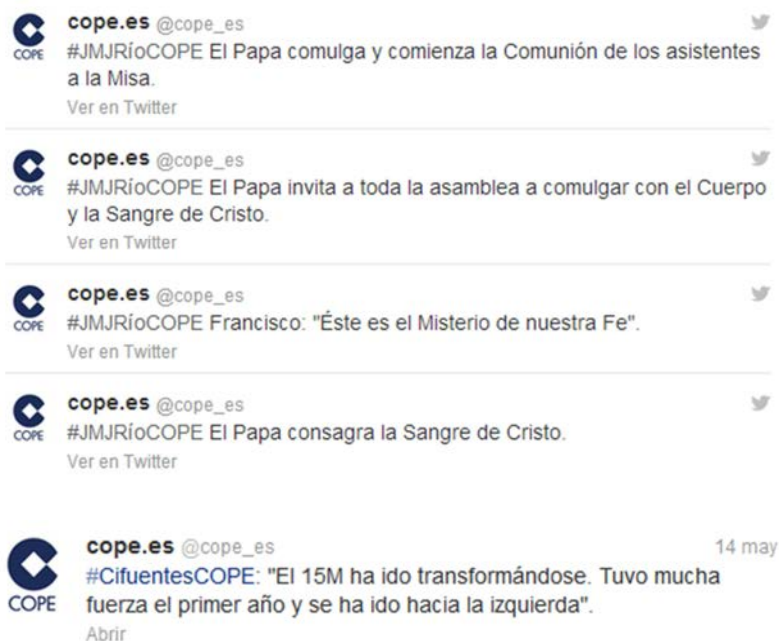 cope.es @cope_es
COPE
#JMJRíoCOPE El Papa comulga y comienza la Comunión de los asistentes
a la Misa.
Ver en Twitter
cope.es @cope_es
COPE
#JMJRíoCOPE El Papa invita a toda la asamblea a comulgar con el Cuerpo
y la Sangre de Cristo.
Ver en Twitter
cope.es @cope_es
COPE
#JMJRíoCOPE Francisco: "Éste es el Misterio de nuestra Fe".
Ver en Twitter
cope.es @cope_es
COPE
#JMJRíoCOPE El Papa consagra la Sangre de Cristo.
Ver en Twitter
cope.es @cope_es 14 may
#CifuentesCOPE: "El 15M ha ido transformándose. Tuvo mucha
COPE
fuerza el primer año y se ha ido hacia la izquierda".
Abrir